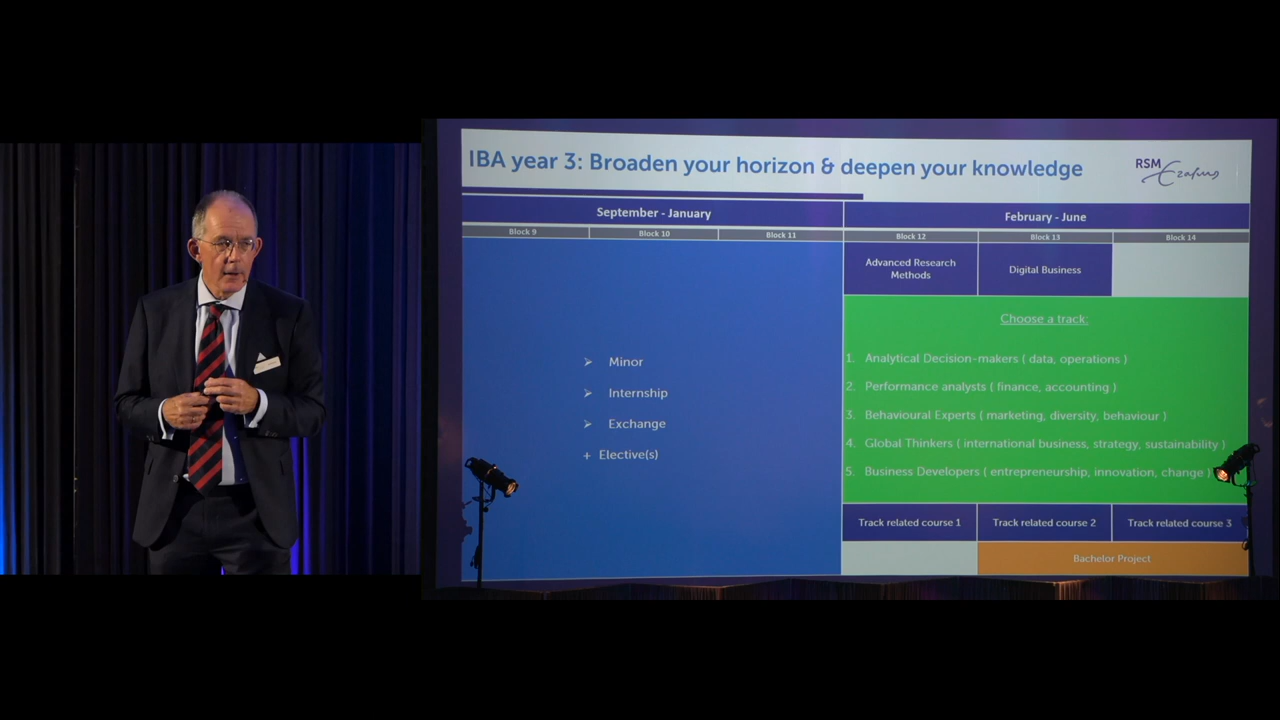 IBA year 3: Broaden your horizon & deepen your knowledge
RSM
Erasmus
September - January
February - June
Block 9
Block 10
Block 11
Block 12
Block 13
Block 14
Advanced Research
Methods
Digital Business
➢ Minor
➢ Internship
➢ Exchange
+ Elective(s)
Choose a track:
1. Analytical Decision-makers ( data, operations )
2. Performance analysts ( finance, accounting )
3. Behavioural Experts ( marketing, diversity, behaviour )
4. Global Thinkers ( international business, strategy, sustainability )
5. Business Developers ( entrepreneurship, innovation, change )
Track related course 1
Track related course 2
Track related course 3
Bachelor Project